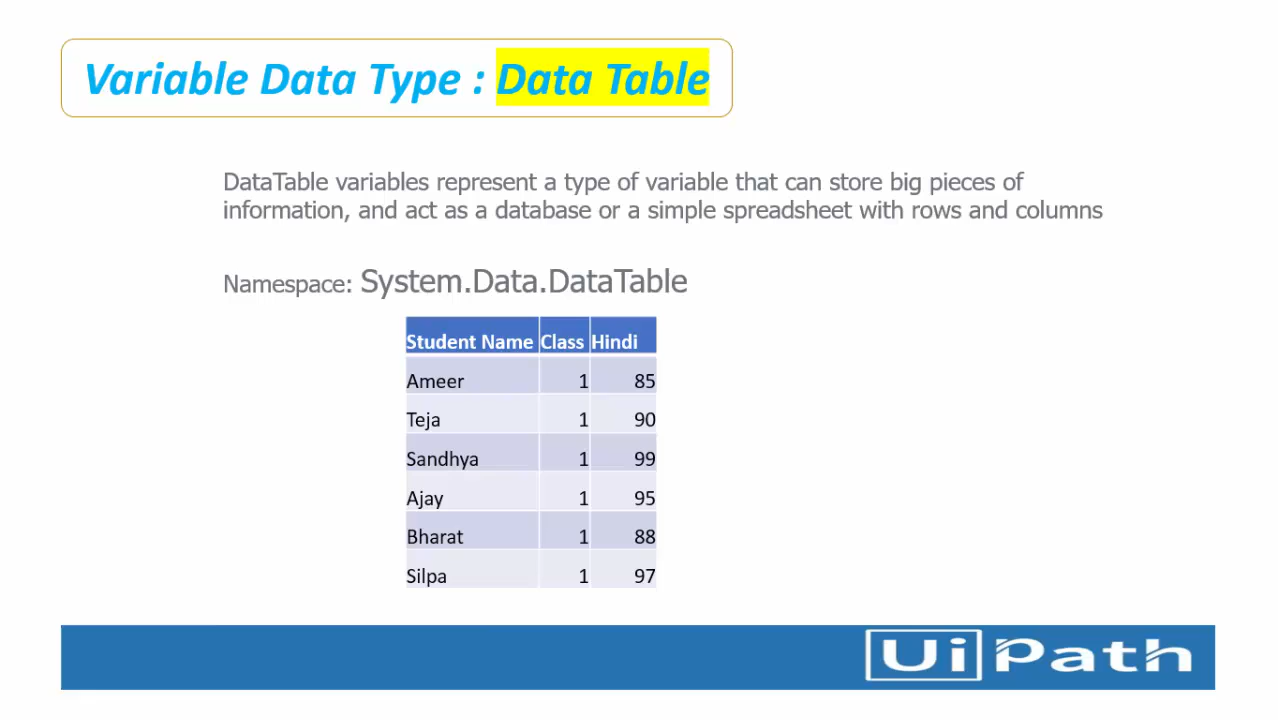 Variable Data Type : Data Table
DataTable variables represent a type of variable that can store big pieces of
information, and act as a database or a simple spreadsheet with rows and columns
Namespace: System.Data.DataTable
Student Name Class Hindi
Ameer 1 85
Teja 1 90
Sandhya 1 99
Ajay 1 95
Bharat 1 88
Silpa 1 97
UiPath